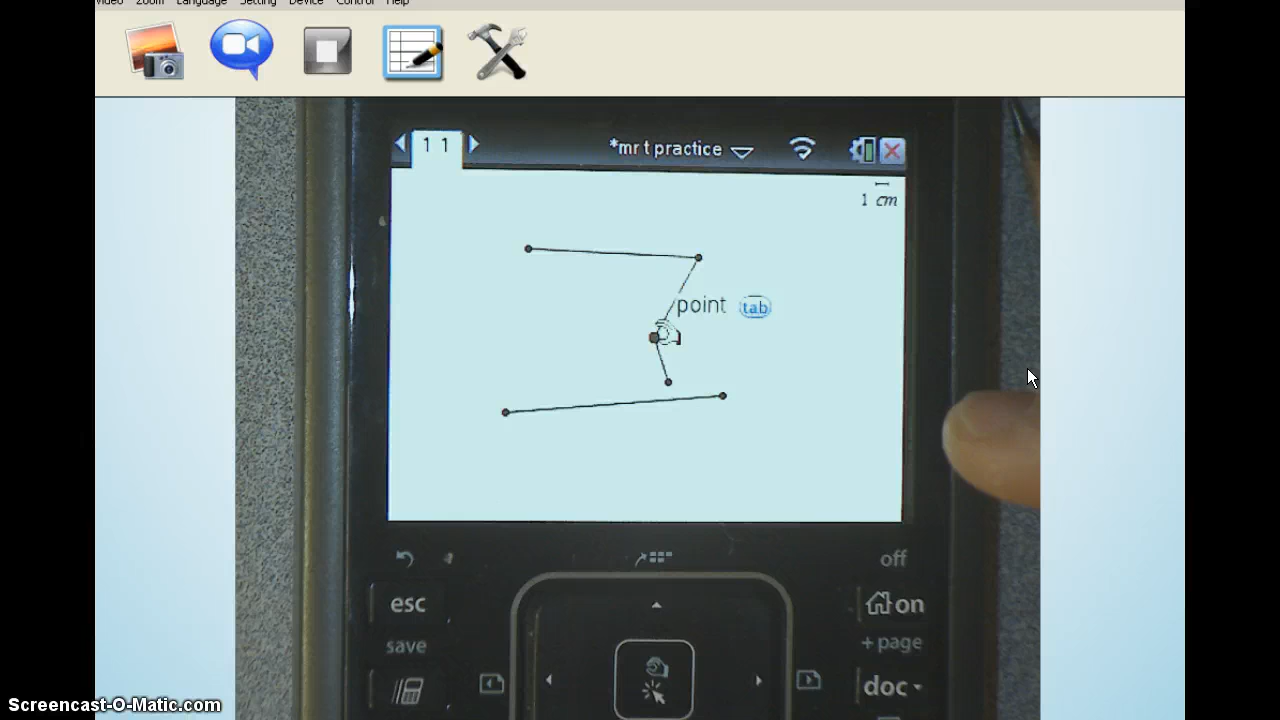 Video Zoom Language Setting Device Control Help
1 1
*mr t practice
1 cm
point tab
off
esc
on
save
+ page
doc
Screencast-O-Matic.com